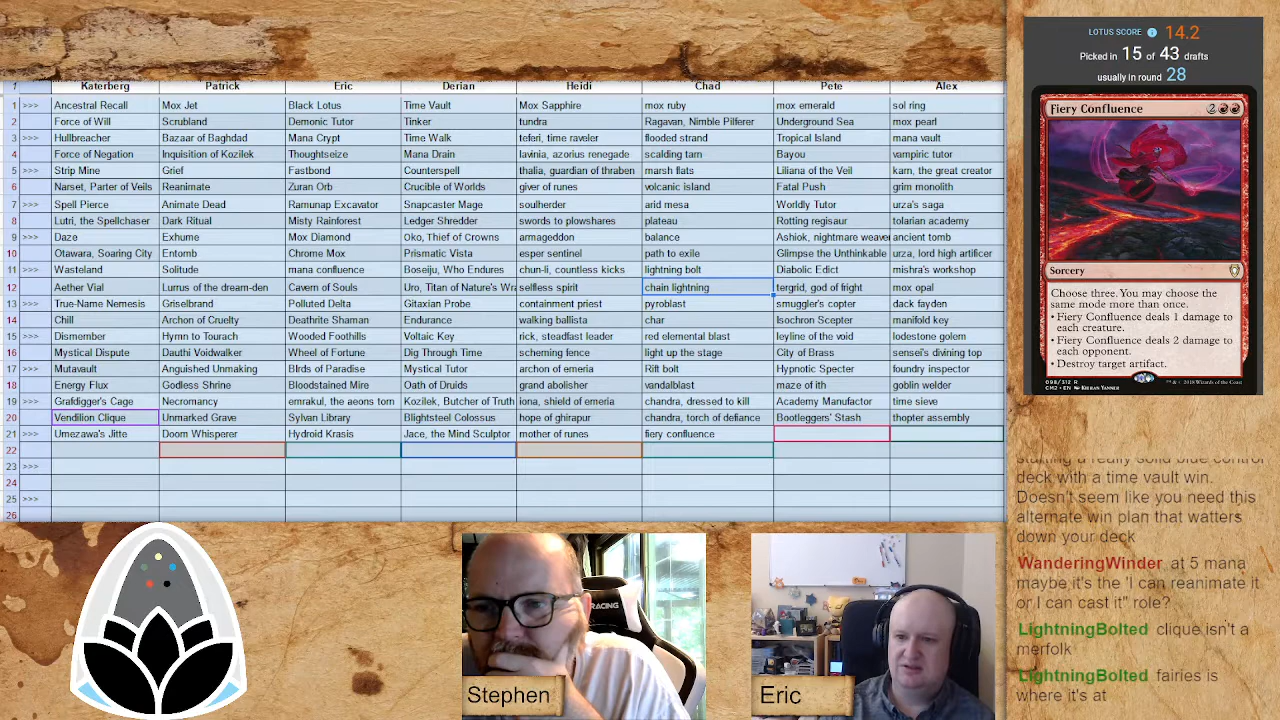 1 Katerberg Patrick Eric Derian Heidi Chad Pete Alex
1 >>> Ancestral Recall Mox Jet Black Lotus Time Vault Mox Sapphire mox ruby mox emerald sol ring
2 Force of Will Scrubland Demonic Tutor Tinker tundra Ragavan, Nimble Pilferer Underground Sea mox pearl
3 >>> Hullbreacher Bazaar of Baghdad Mana Crypt Time Walk teferi, time raveler flooded strand Tropical Island mana vault
4 Force of Negation Inquisition of Kozilek Thoughtseize Mana Drain lavinia, azorius renegade scalding tarn Bayou vampiric tutor
5 >>> Strip Mine Grief Fastbond Counterspell thalia, guardian of thraben marsh flats Liliana of the Veil karn, the great creator
6 Narset, Parter of Veils Reanimate Zuran Orb Crucible of Worlds giver of runes volcanic island Fatal Push grim monolith
7 >>> Spell Pierce Animate Dead Ramunap Excavator Snapcaster Mage soulherder arid mesa Worldly Tutor urza's saga
8 Lutri, the Spellchaser Dark Ritual Misty Rainforest Ledger Shredder swords to plowshares plateau Rotting regisaur tolarian academy
9 >>> Daze Exhume Mox Diamond Oko, Thief of Crowns armageddon balance Ashiok, nightmare weaver ancient tomb
10 Otawara, Soaring City Entomb Chrome Mox Prismatic Vista esper sentinel path to exile Glimpse the Unthinkable urza, lord high artificer
11 >>> Wasteland Solitude mana confluence Boseiju, Who Endures chun-li, countless kicks lightning bolt Diabolic Edict mishra's workshop
12 Aether Vial Lurrus of the dream-den Cavern of Souls Uro, Titan of Nature's Wra selfless spirit chain lightning tergrid, god of fright mox opal
13 >>> True-Name Nemesis Griselbrand Polluted Delta Gitaxian Probe containment priest pyroblast smuggler's copter dack fayden
14 Chill Archon of Cruelty Deathrite Shaman Endurance walking ballista char Isochron Scepter manifold key
15 >>> Dismember Hymn to Tourach Wooded Foothills Voltaic Key rick, steadfast leader red elemental blast leyline of the void lodestone golem
16 Mystical Dispute Dauthi Voidwalker Wheel of Fortune Dig Through Time scheming fence light up the stage City of Brass sensei's divining top
17 >>> Mutavault Anguished Unmaking BIrds of Paradise Mystical Tutor archon of emeria Rift bolt Hypnotic Specter foundry inspector
18 Energy Flux Godless Shrine Bloodstained Mire Oath of Druids grand abolisher vandalblast maze of ith goblin welder
19 >>> Grafdigger's Cage Necromancy emrakul, the aeons torn Kozilek, Butcher of Truth iona, shield of emeria chandra, dressed to kill Academy Manufactor time sieve
20 Vendilion Clique Unmarked Grave Sylvan Library Blightsteel Colossus hope of ghirapur chandra, torch of defiance Bootleggers' Stash thopter assembly
21 >>> Umezawa's Jitte Doom Whisperer Hydroid Krasis Jace, the Mind Sculptor mother of runes fiery confluence
22
23 >>>
24
25 >>>
26
LOTUS SCORE i 14.2
Picked in 15 of 43 drafts
usually in round 28
Fiery Confluence 2
Sorcery
Choose three. You may choose the
same mode more than once.
• Fiery Confluence deals 1 damage to
each creature.
• Fiery Confluence deals 2 damage to
each opponent.
• Destroy target artifact.
098/312 R
CM2 • EN KIERAN YANNER
starting a really solid blue control
deck with a time vault win.
Doesn't seem like you need this
alternate win plan that watters
down your deck
WanderingWinder at 5 mana
maybe it's the 'I can reanimate it
or I can cast it" role?
LightningBolted clique isn't a
merfolk
LightningBolted fairies is
where it's at
RACING
Stephen
Eric